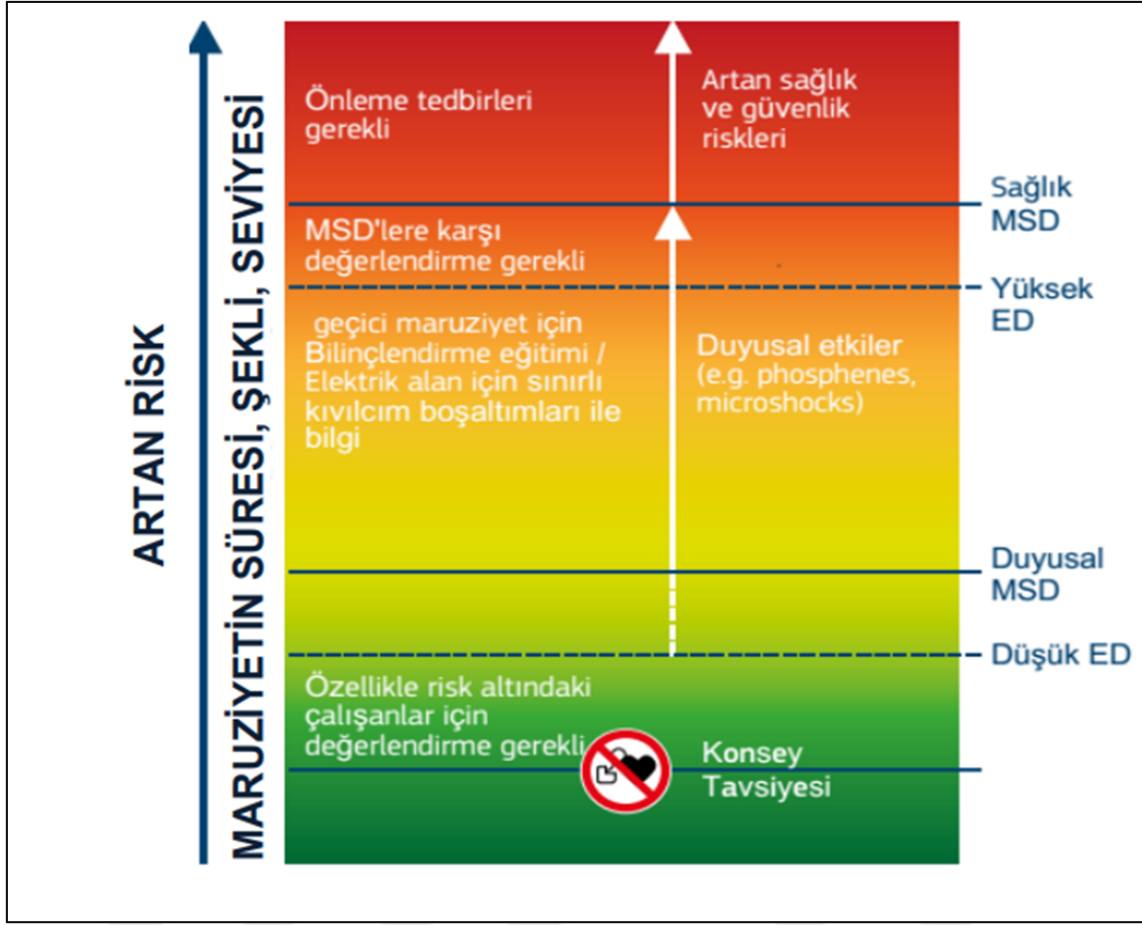 ARTAN RİSK
MARUZİYETİN SÜRESİ, ŞEKLİ, SEVİYESİ
Önleme tedbirleri
gerekli
Artan sağlık
ve güvenlik
riskleri
Sağlık
MSD
MSD'lere karşı
değerlendirme gerekli
Yüksek
ED
geçici maruziyet için
Bilinçlendirme eğitimi /
Elektrik alan için sınırlı
kıvılcım boşaltımları ile
bilgi
Duyusal etkiler
(e.g. phosphenes,
microshocks)
Duyusal
MSD
Düşük ED
Özellikle risk altındaki
çalışanlar için
değerlendirme gerekli
Konsey
Tavsiyesi